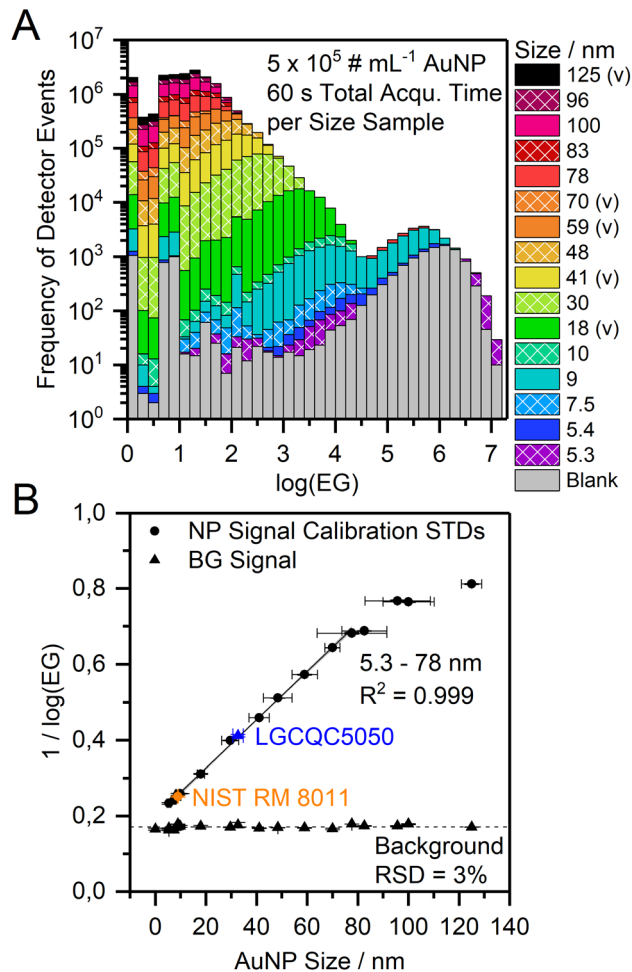 A
5 x 10⁵ # mL⁻¹ AuNP
60 s Total Acqu. Time
per Size Sample
Frequency of Detector Events
10⁷
10⁶
10⁵
10⁴
10³
10²
10¹
10⁰
0 1 2 3 4 5 6 7
log(EG)
Size / nm
125 (v)
96
100
83
78
70 (v)
59 (v)
48
41 (v)
30
18 (v)
10
9
7.5
5.4
5.3
Blank
B
NP Signal Calibration STDs
BG Signal
1 / log(EG)
1,0
0,8
0,6
0,4
0,2
0,0
5.3 - 78 nm
R² = 0.999
LGCQC5050
NIST RM 8011
Background
RSD = 3%
0 20 40 60 80 100 120 140
AuNP Size / nm